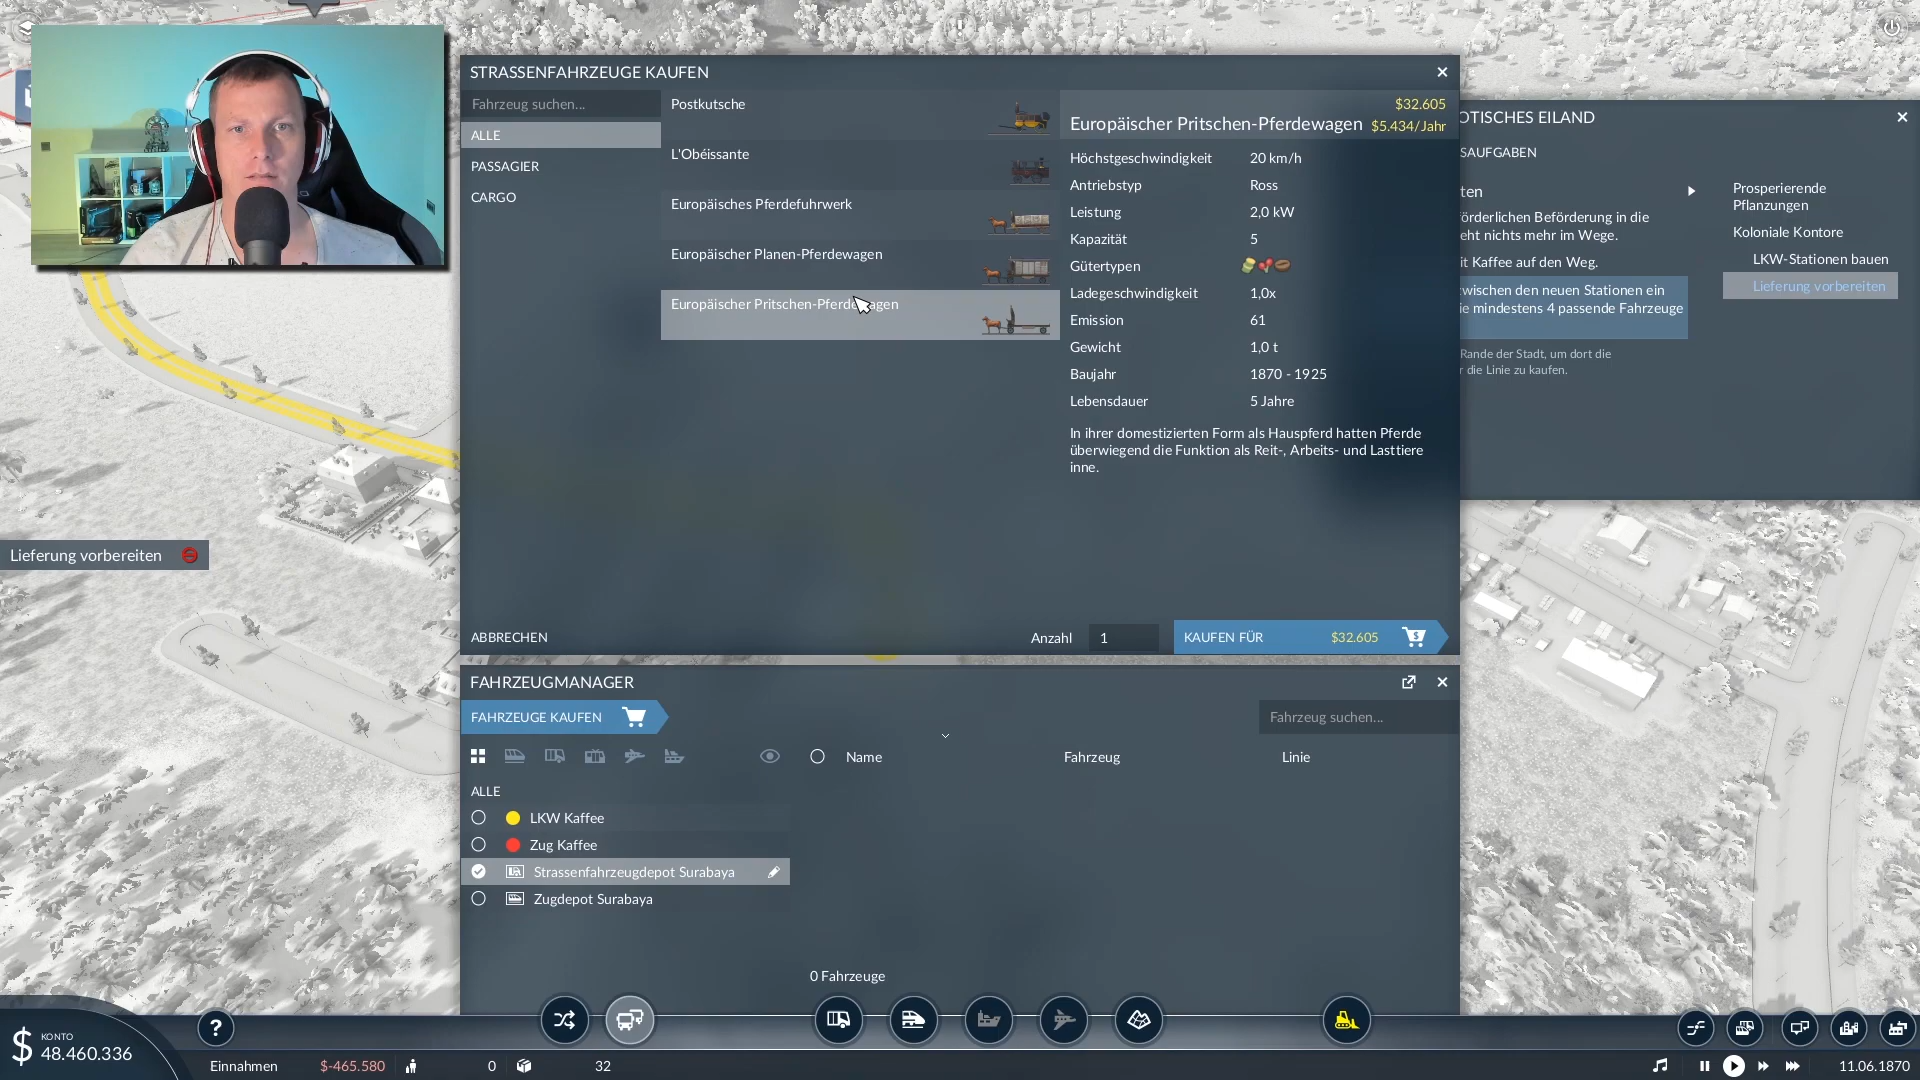 STRASSENFAHRZEUGE KAUFEN
Fahrzeug suchen...
ALLE
PASSAGIER
CARGO
Postkutsche
L'Obéissante
Europäisches Pferdefuhrwerk
Europäischer Planen-Pferdewagen
Europäischer Pritschen-Pferdewagen
$32.605
Europäischer Pritschen-Pferdewagen $5.434/Jahr
Höchstgeschwindigkeit 20 km/h
Antriebstyp Ross
Leistung 2,0 kW
Kapazität 5
Gütertypen
Ladegeschwindigkeit 1,0x
Emission 61
Gewicht 1,0 t
Baujahr 1870 - 1925
Lebensdauer 5 Jahre
In ihrer domestizierten Form als Hauspferd hatten Pferde
überwiegend die Funktion als Reit-, Arbeits- und Lasttiere
inne.
ABBRECHEN
Anzahl 1
KAUFEN FÜR $32.605
OTISCHES EILAND
SAUFGABEN
ten
förderlichen Beförderung in die
eht nichts mehr im Wege.
it Kaffee auf den Weg.
zwischen den neuen Stationen ein
ie mindestens 4 passende Fahrzeuge
Rande der Stadt, um dort die
r die Linie zu kaufen.
Prosperierende
Pflanzungen
Koloniale Kontore
LKW-Stationen bauen
Lieferung vorbereiten
Lieferung vorbereiten
FAHRZEUGMANAGER
FAHRZEUGE KAUFEN
Fahrzeug suchen...
Name Fahrzeug Linie
ALLE
LKW Kaffee
Zug Kaffee
Strassenfahrzeugdepot Surabaya
Zugdepot Surabaya
0 Fahrzeuge
?
$
KONTO
48.460.336
Einnahmen $-465.580 0 32
11.06.1870